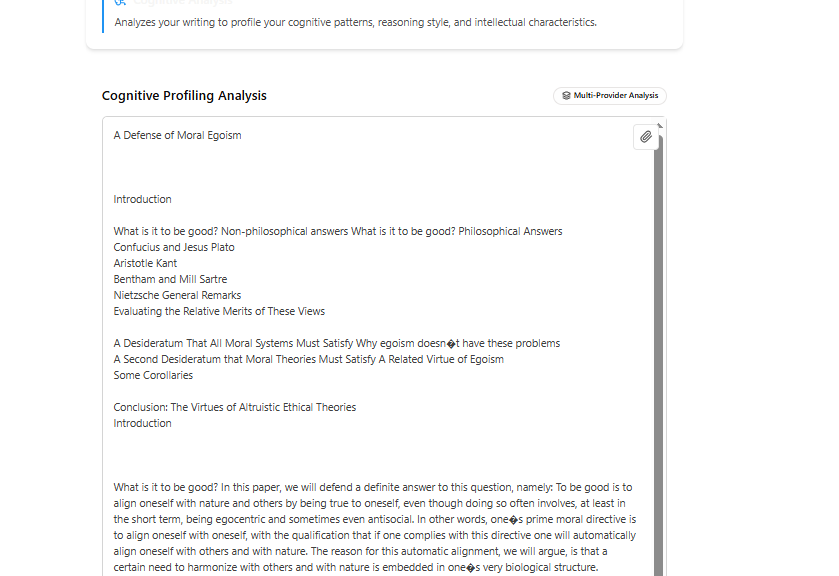 Analyzes your writing to profile your cognitive patterns, reasoning style, and intellectual characteristics.
Cognitive Profiling Analysis
Multi-Provider Analysis
A Defense of Moral Egoism
Introduction
What is it to be good? Non-philosophical answers What is it to be good? Philosophical Answers
Confucius and Jesus Plato
Aristotle Kant
Bentham and Mill Sartre
Nietzsche General Remarks
Evaluating the Relative Merits of These Views
A Desideratum That All Moral Systems Must Satisfy Why egoism doesn�t have these problems
A Second Desideratum that Moral Theories Must Satisfy A Related Virtue of Egoism
Some Corollaries
Conclusion: The Virtues of Altruistic Ethical Theories
Introduction
What is it to be good? In this paper, we will defend a definite answer to this question, namely: To be good is to
align oneself with nature and others by being true to oneself, even though doing so often involves, at least in
the short term, being egocentric and sometimes even antisocial. In other words, one�s prime moral directive is
to align oneself with oneself, with the qualification that if one complies with this directive one will automatically
align oneself with others and with nature. The reason for this automatic alignment, we will argue, is that a
certain need to harmonize with others and with nature is embedded in one�s very biological structure.